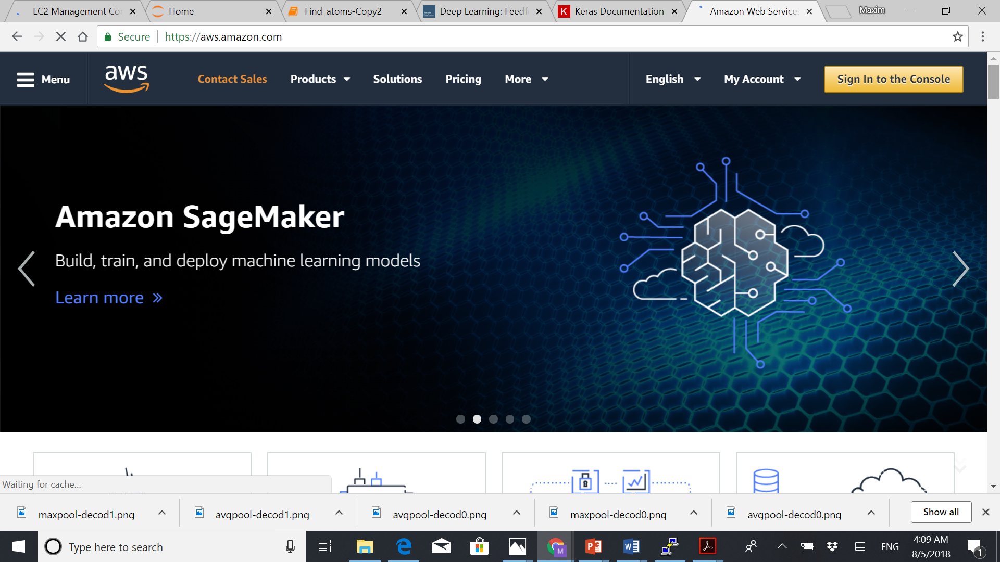 EC2 Management Co
Home
Find_atoms-Copy2
Deep Learning: Feedf
Keras Documentation
Amazon Web Services
Maxim
Secure
https://aws.amazon.com
Menu
aws
Contact Sales
Products
Solutions
Pricing
More
English
My Account
Sign In to the Console
Amazon SageMaker
Build, train, and deploy machine learning models
Learn more »
Waiting for cache...
maxpool-decod1.png
avgpool-decod1.png
avgpool-decod0.png
maxpool-decod0.png
avgpool-decod0.png
Show all
Type here to search
M
ENG
4:09 AM
8/5/2018
1